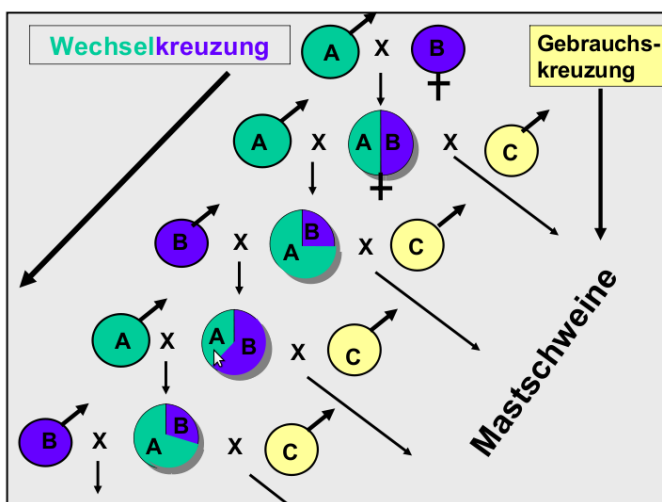 Wechselkreuzung
A X B
Gebrauchs-
kreuzung
A X A B X C
B X A B X C
A X A B X C
B X A B X C
Mastschweine